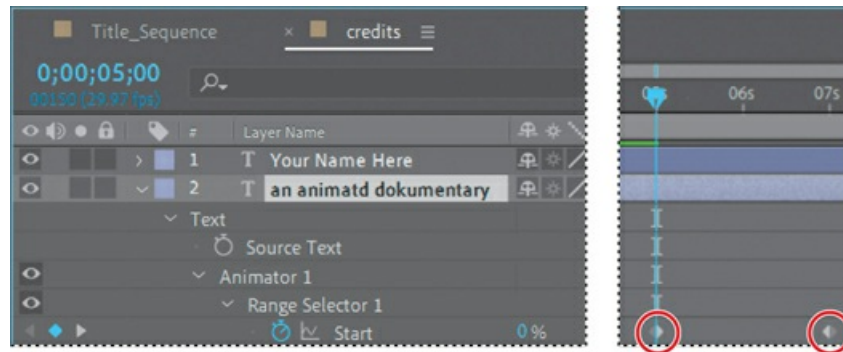 Title_Sequence × credits
0;00;05;00
00150 (29.97 fps)
06s 07s
# Layer Name
1 T Your Name Here
2 T an animatd dokumentary
Text
Source Text
Animator 1
Range Selector 1
Start 0%